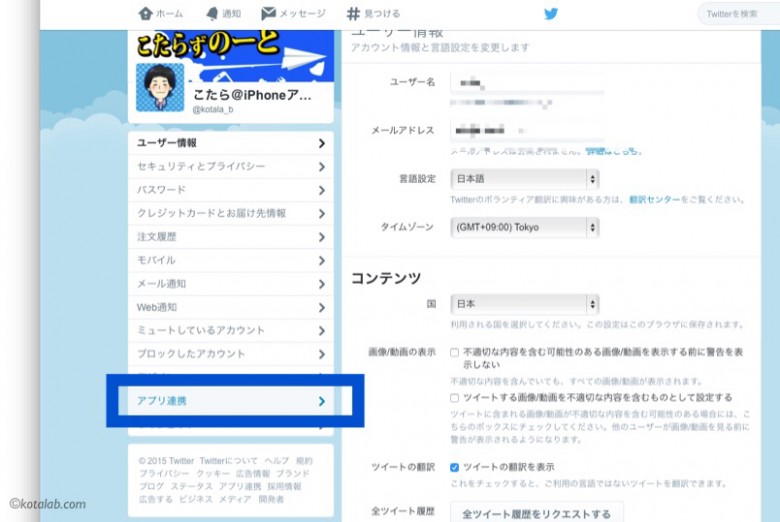 ホーム 通知 メッセージ 見つける Twitterを検索
ユーザー情報
アカウント情報と言語設定を変更します
こたらずのーと
こたら@iPhoneア...
@kotala_b
ユーザー情報
セキュリティとプライバシー
パスワード
クレジットカードとお届け先情報
注文履歴
モバイル
メール通知
Web通知
ミュートしているアカウント
ブロックしたアカウント
アプリ連携
© 2015 Twitter Twitterについて ヘルプ 規約
プライバシー クッキー 広告情報 ブランド
ブログ ステータス アプリ連携 採用情報
広告する ビジネス メディア 開発者
ユーザー名
メールアドレス
言語設定 日本語
Twitterのボランティア翻訳に興味がある方は、翻訳センターをご覧ください。
タイムゾーン (GMT+09:00) Tokyo
コンテンツ
国 日本
利用される国を選択してください。この設定はこのブラウザに保存されます。
画像/動画の表示 不適切な内容を含む可能性のある画像/動画を表示する前に警告を表
示しない
不適切な内容を含んでいても、すべての画像/動画が表示されます。
ツイートする画像/動画を不適切な内容を含むものとして設定する
ツイートに含まれる画像/動画が不適切な内容を含む可能性のある場合には、こ
ちらのボックスにチェックしてください。他のユーザーが画像/動画を見る前に
警告が表示されるようになります。
ツイートの翻訳 ツイートの翻訳を表示
これをチェックすると、ご利用の言語ではないツイートを翻訳できます。
全ツイート履歴 全ツイート履歴をリクエストする
©kotalab.com